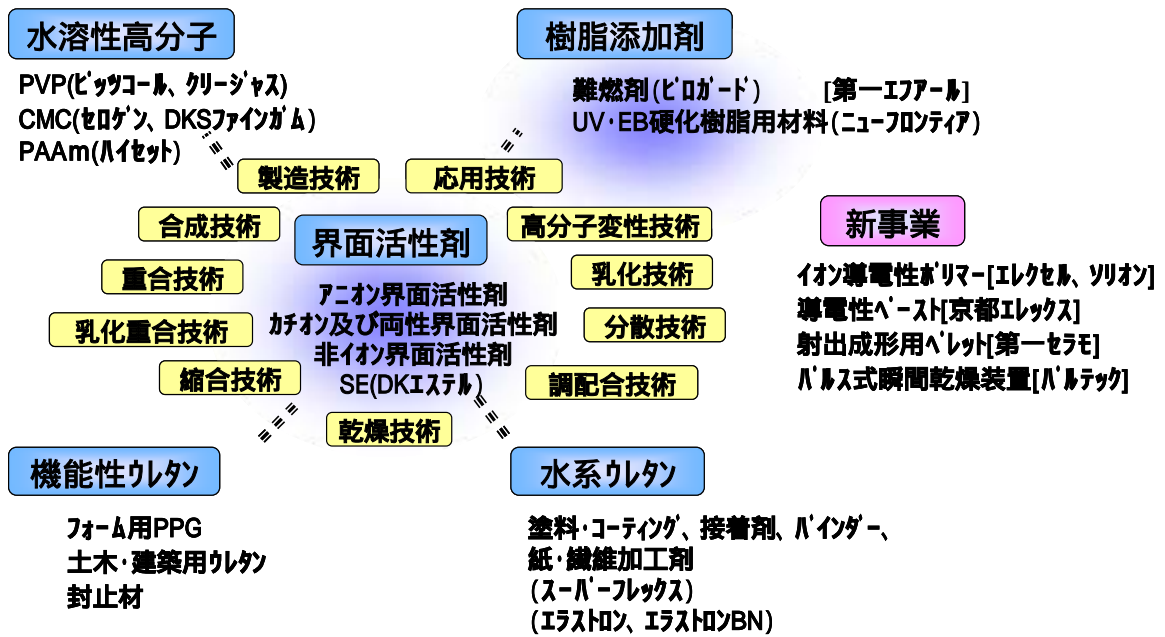 水溶性高分子
PVP(ﾋﾟｯﾂｺｰﾙ、ｸﾘｰｼﾞｬｽ)
CMC(ｾﾛｹﾞﾝ、DKSﾌｧｲﾝｶﾞﾑ)
PAAm(ﾊｲｾｯﾄ)
樹脂添加剤
難燃剤(ﾋﾟﾛｶﾞｰﾄﾞ) [第一ｴﾌｱｰﾙ]
UV･EB硬化樹脂用材料(ﾆｭｰﾌﾛﾝﾃｨｱ)
製造技術
応用技術
合成技術
高分子変性技術
重合技術
乳化技術
乳化重合技術
分散技術
縮合技術
調配合技術
乾燥技術
界面活性剤
ｱﾆｵﾝ界面活性剤
ｶﾁｵﾝ及び両性界面活性剤
非ｲｵﾝ界面活性剤
SE(DKｴｽﾃﾙ)
新事業
ｲｵﾝ導電性ﾎﾟﾘﾏｰ[ｴﾚｸｾﾙ、ｿﾘｵﾝ]
導電性ﾍﾟｰｽﾄ[京都ｴﾚｯｸｽ]
射出成形用ﾍﾟﾚｯﾄ[第一ｾﾗﾓ]
ﾊﾟﾙｽ式瞬間乾燥装置[ﾊﾟﾙﾃｯｸ]
機能性ｳﾚﾀﾝ
ﾌｫｰﾑ用PPG
土木･建築用ｳﾚﾀﾝ
封止材
水系ｳﾚﾀﾝ
塗料･ｺｰﾃｨﾝｸﾞ、接着剤、ﾊﾞｲﾝﾀﾞｰ、
紙･繊維加工剤
(ｽｰﾊﾟｰﾌﾚｯｸｽ)
(ｴﾗｽﾄﾛﾝ、ｴﾗｽﾄﾛﾝBN)